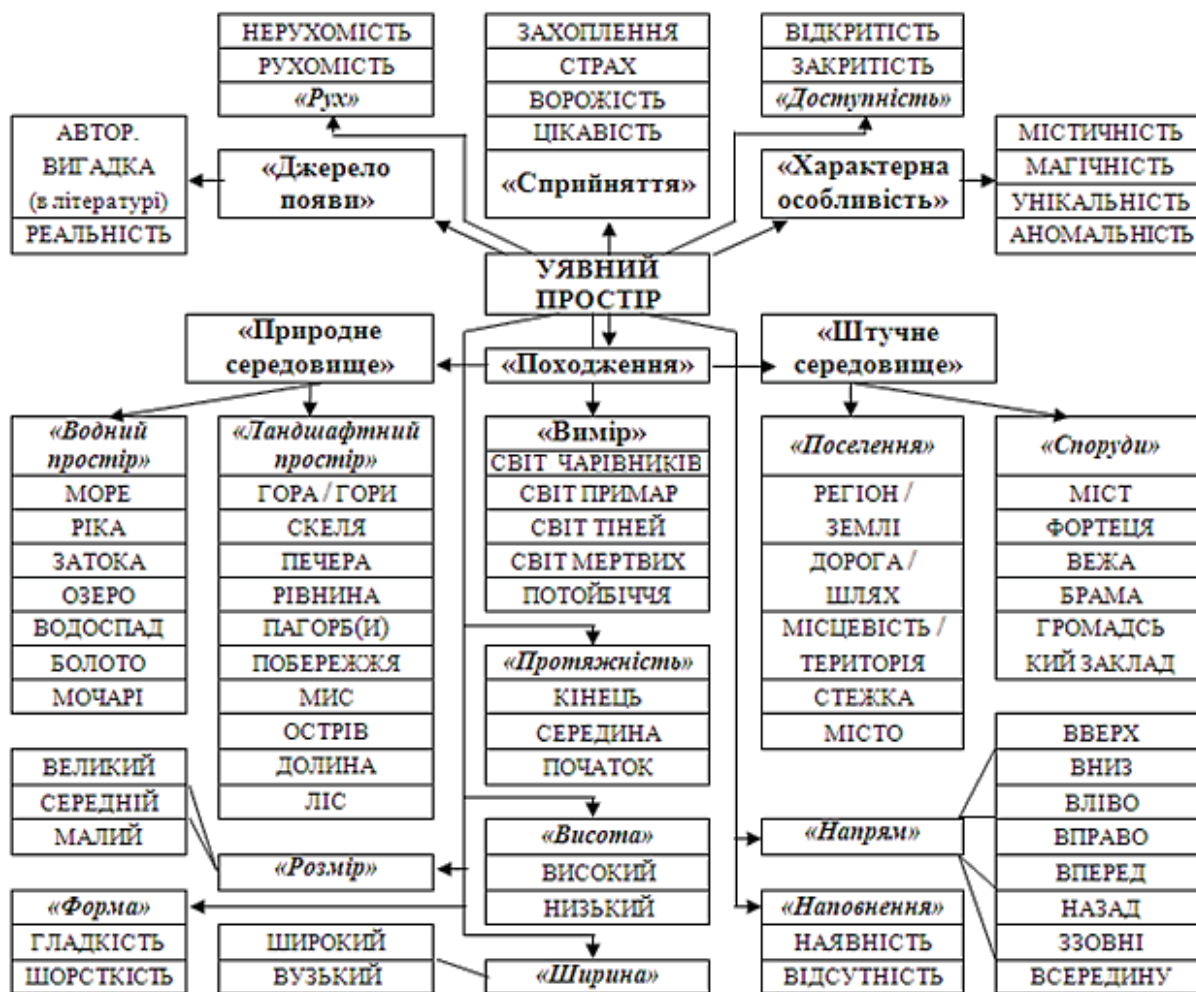 НЕРУХОМІСТЬ
РУХОМІСТЬ
«Рух»
ЗАХОПЛЕННЯ
СТРАХ
ВОРОЖІСТЬ
ЦІКАВІСТЬ
«Сприйняття»
ВІДКРИТІСТЬ
ЗАКРИТІСТЬ
«Доступність»
АВТОР.
ВИГАДКА
(в літературі)
РЕАЛЬНІСТЬ
«Джерело
появи»
«Характерна
особливість»
МІСТИЧНІСТЬ
МАГІЧНІСТЬ
УНІКАЛЬНІСТЬ
АНОМАЛЬНІСТЬ
УЯВНИЙ
ПРОСТІР
«Природне
середовище»
«Походження»
«Штучне
середовище»
«Водний
простір»
МОРЕ
РІКА
ЗАТОКА
ОЗЕРО
ВОДОСПАД
БОЛОТО
МОЧАРІ
«Ландшафтний
простір»
ГОРА / ГОРИ
СКЕЛЯ
ПЕЧЕРА
РІВНИНА
ПАГОРБ(И)
ПОБЕРЕЖЖЯ
МИС
ОСТРІВ
ДОЛИНА
ЛІС
«Вимір»
СВІТ ЧАРІВНИКІВ
СВІТ ПРИМАР
СВІТ ТІНЕЙ
СВІТ МЕРТВИХ
ПОТОЙБІЧЧЯ
«Поселення»
РЕГІОН /
ЗЕМЛІ
ДОРОГА /
ШЛЯХ
МІСЦЕВІСТЬ /
ТЕРИТОРІЯ
СТЕЖКА
МІСТО
«Споруди»
МІСТ
ФОРТЕЦЯ
ВЕЖА
БРАМА
ГРОМАДСЬ
КИЙ ЗАКЛАД
«Протяжність»
КІНЕЦЬ
СЕРЕДИНА
ПОЧАТОК
ВЕЛИКИЙ
СЕРЕДНІЙ
МАЛИЙ
«Розмір»
«Висота»
ВИСОКИЙ
НИЗЬКИЙ
«Напрям»
ВВЕРХ
ВНИЗ
ВЛІВО
ВПРАВО
ВПЕРЕД
НАЗАД
ЗЗОВНІ
ВСЕРЕДИНУ
«Форма»
ГЛАДКІСТЬ
ШОРСТКІСТЬ
ШИРОКИЙ
ВУЗЬКИЙ
«Ширина»
«Наповнення»
НАЯВНІСТЬ
ВІДСУТНІСТЬ